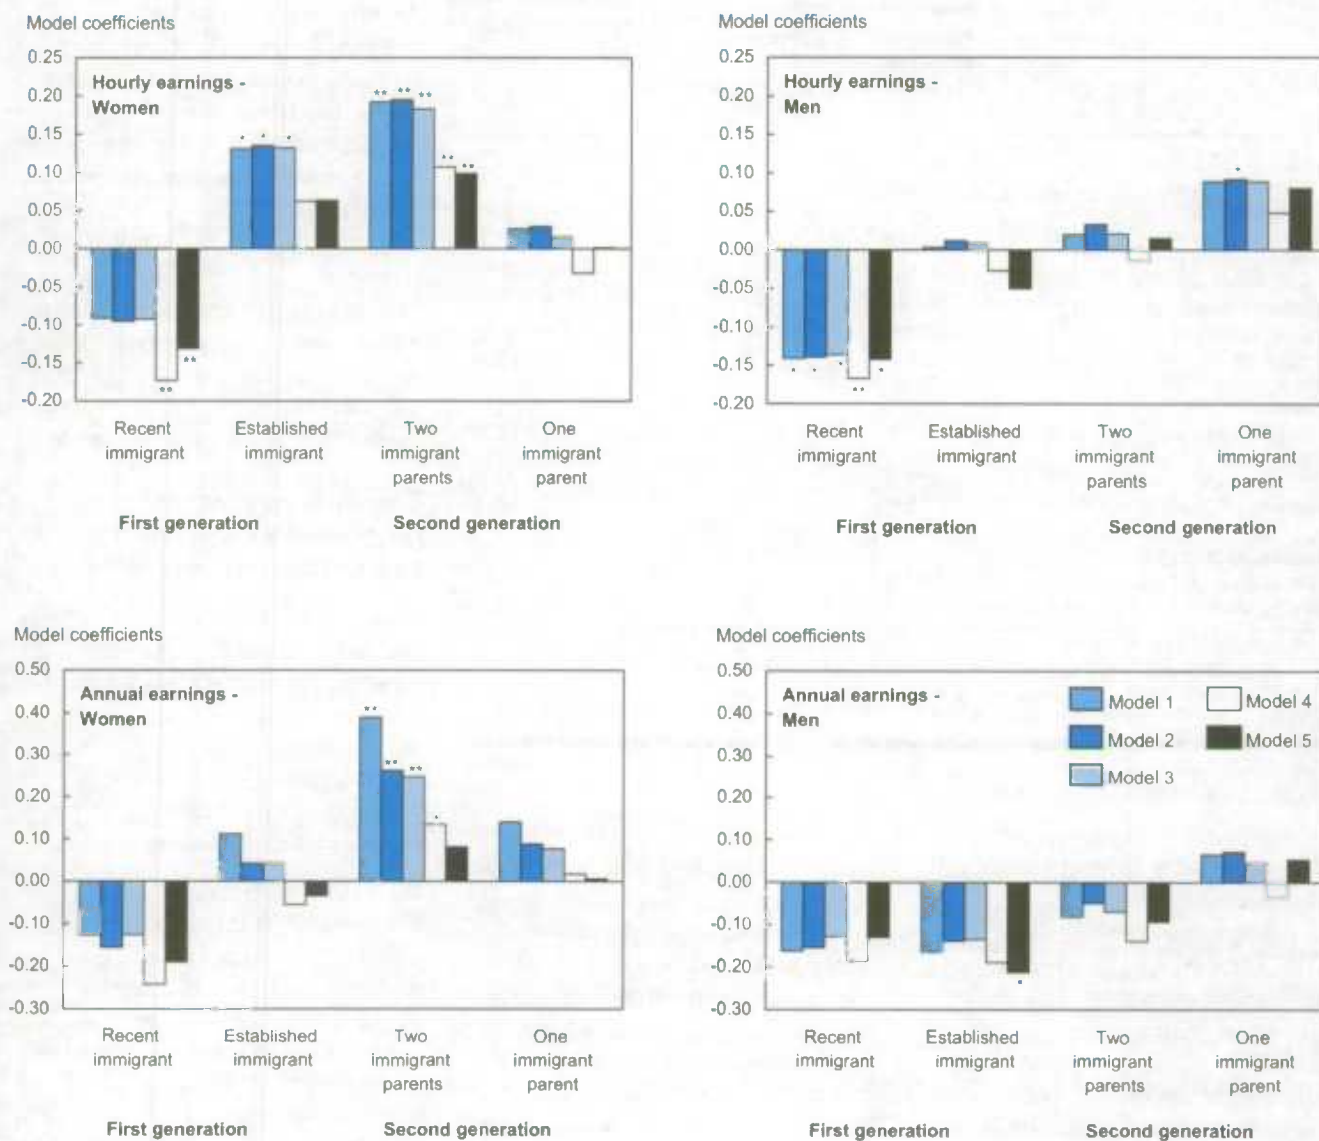 Model coefficients
0.25
0.20
0.15
0.10
0.05
0.00
-0.05
-0.10
-0.15
-0.20
Hourly earnings -
Women
** ** **
* * *
** **
**
**
Recent immigrant
Established immigrant
Two immigrant parents
One immigrant parent
First generation
Second generation
Model coefficients
0.25
0.20
0.15
0.10
0.05
0.00
-0.05
-0.10
-0.15
-0.20
Hourly earnings -
Men
*
* * * ** *
Recent immigrant
Established immigrant
Two immigrant parents
One immigrant parent
First generation
Second generation
Model coefficients
0.50
0.40
0.30
0.20
0.10
0.00
-0.10
-0.20
-0.30
Annual earnings -
Women
**
** **
*
Recent immigrant
Established immigrant
Two immigrant parents
One immigrant parent
First generation
Second generation
Model coefficients
0.50
0.40
0.30
0.20
0.10
0.00
-0.10
-0.20
-0.30
Annual earnings -
Men
Model 1
Model 4
Model 2
Model 5
Model 3
*
Recent immigrant
Established immigrant
Two immigrant parents
One immigrant parent
First generation
Second generation